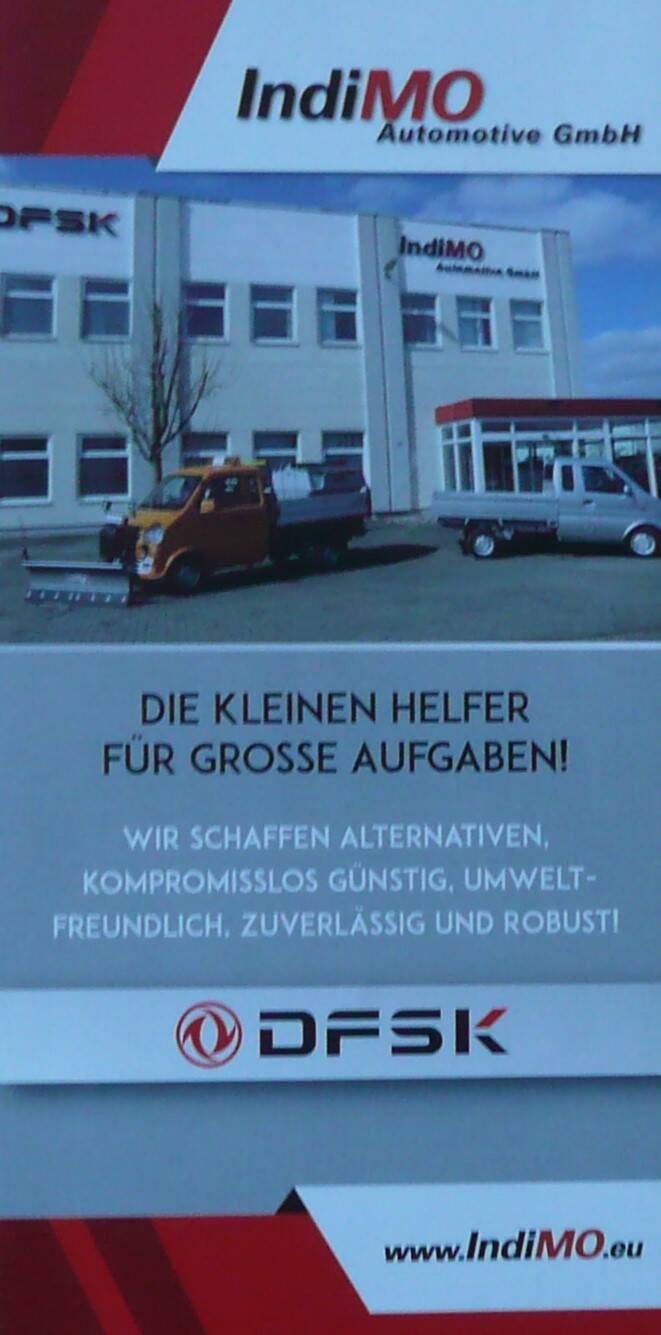 IndiMO
Automotive GmbH
DFSK
IndiMO
Automotive GmbH
DIE KLEINEN HELFER
FÜR GROSSE AUFGABEN!
WIR SCHAFFEN ALTERNATIVEN,
KOMPROMISSLOS GÜNSTIG, UMWELT-
FREUNDLICH, ZUVERLÄSSIG UND ROBUST!
DFSK
www.IndiMO.eu